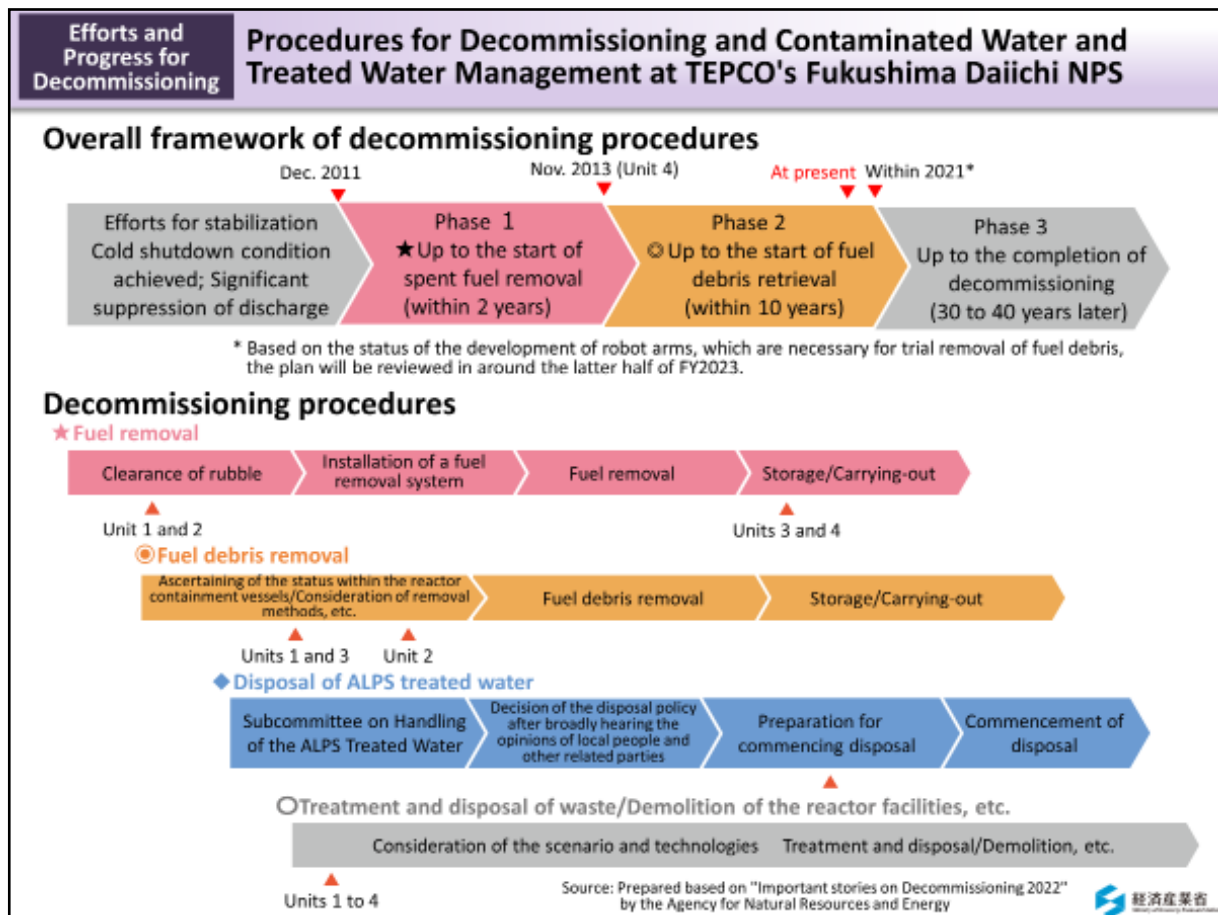 Efforts and
Progress for
Decommissioning
Procedures for Decommissioning and Contaminated Water and
Treated Water Management at TEPCO's Fukushima Daiichi NPS
Overall framework of decommissioning procedures
Dec. 2011
Nov. 2013 (Unit 4)
At present
Within 2021*
Efforts for stabilization
Cold shutdown condition
achieved; Significant
suppression of discharge
Phase 1
★Up to the start of
spent fuel removal
(within 2 years)
Phase 2
◎Up to the start of fuel
debris retrieval
(within 10 years)
Phase 3
Up to the completion of
decommissioning
(30 to 40 years later)
* Based on the status of the development of robot arms, which are necessary for trial removal of fuel debris,
the plan will be reviewed in around the latter half of FY2023.
Decommissioning procedures
★Fuel removal
Clearance of rubble
Installation of a fuel
removal system
Fuel removal
Storage/Carrying-out
Unit 1 and 2
Units 3 and 4
◉Fuel debris removal
Ascertaining of the status within the reactor
containment vessels/Consideration of removal
methods, etc.
Fuel debris removal
Storage/Carrying-out
Units 1 and 3
Unit 2
◆Disposal of ALPS treated water
Subcommittee on Handling
of the ALPS Treated Water
Decision of the disposal policy
after broadly hearing the
opinions of local people and
other related parties
Preparation for
commencing disposal
Commencement of
disposal
○Treatment and disposal of waste/Demolition of the reactor facilities, etc.
Consideration of the scenario and technologies
Treatment and disposal/Demolition, etc.
Units 1 to 4
Source: Prepared based on "Important stories on Decommissioning 2022"
by the Agency for Natural Resources and Energy
経済産業省